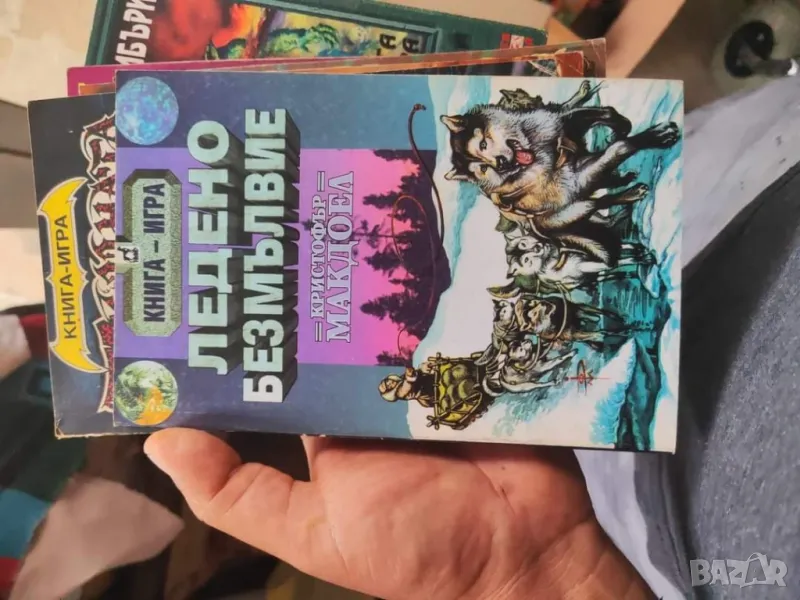 КНИГА - ИГРА
ЛЕДЕНО
БЕЗМЪЛВИЕ
КРИСТОФЪР
МАКДОЕЛ
КНИГА-ИГРА
BAZAR